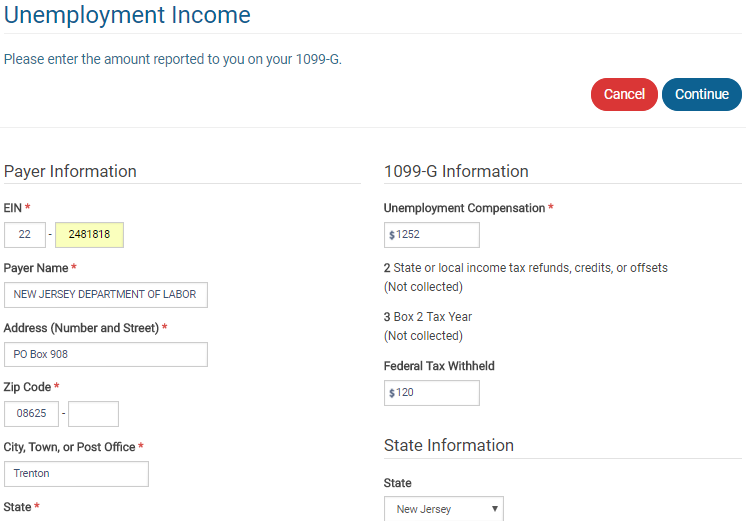 Unemployment Income
Please enter the amount reported to you on your 1099-G.
Cancel
Continue
Payer Information
EIN *
22 - 2481818
Payer Name *
NEW JERSEY DEPARTMENT OF LABOR
Address (Number and Street) *
PO Box 908
Zip Code *
08625 -
City, Town, or Post Office *
Trenton
State *
1099-G Information
Unemployment Compensation *
$1252
2 State or local income tax refunds, credits, or offsets
(Not collected)
3 Box 2 Tax Year
(Not collected)
Federal Tax Withheld
$120
State Information
State
New Jersey